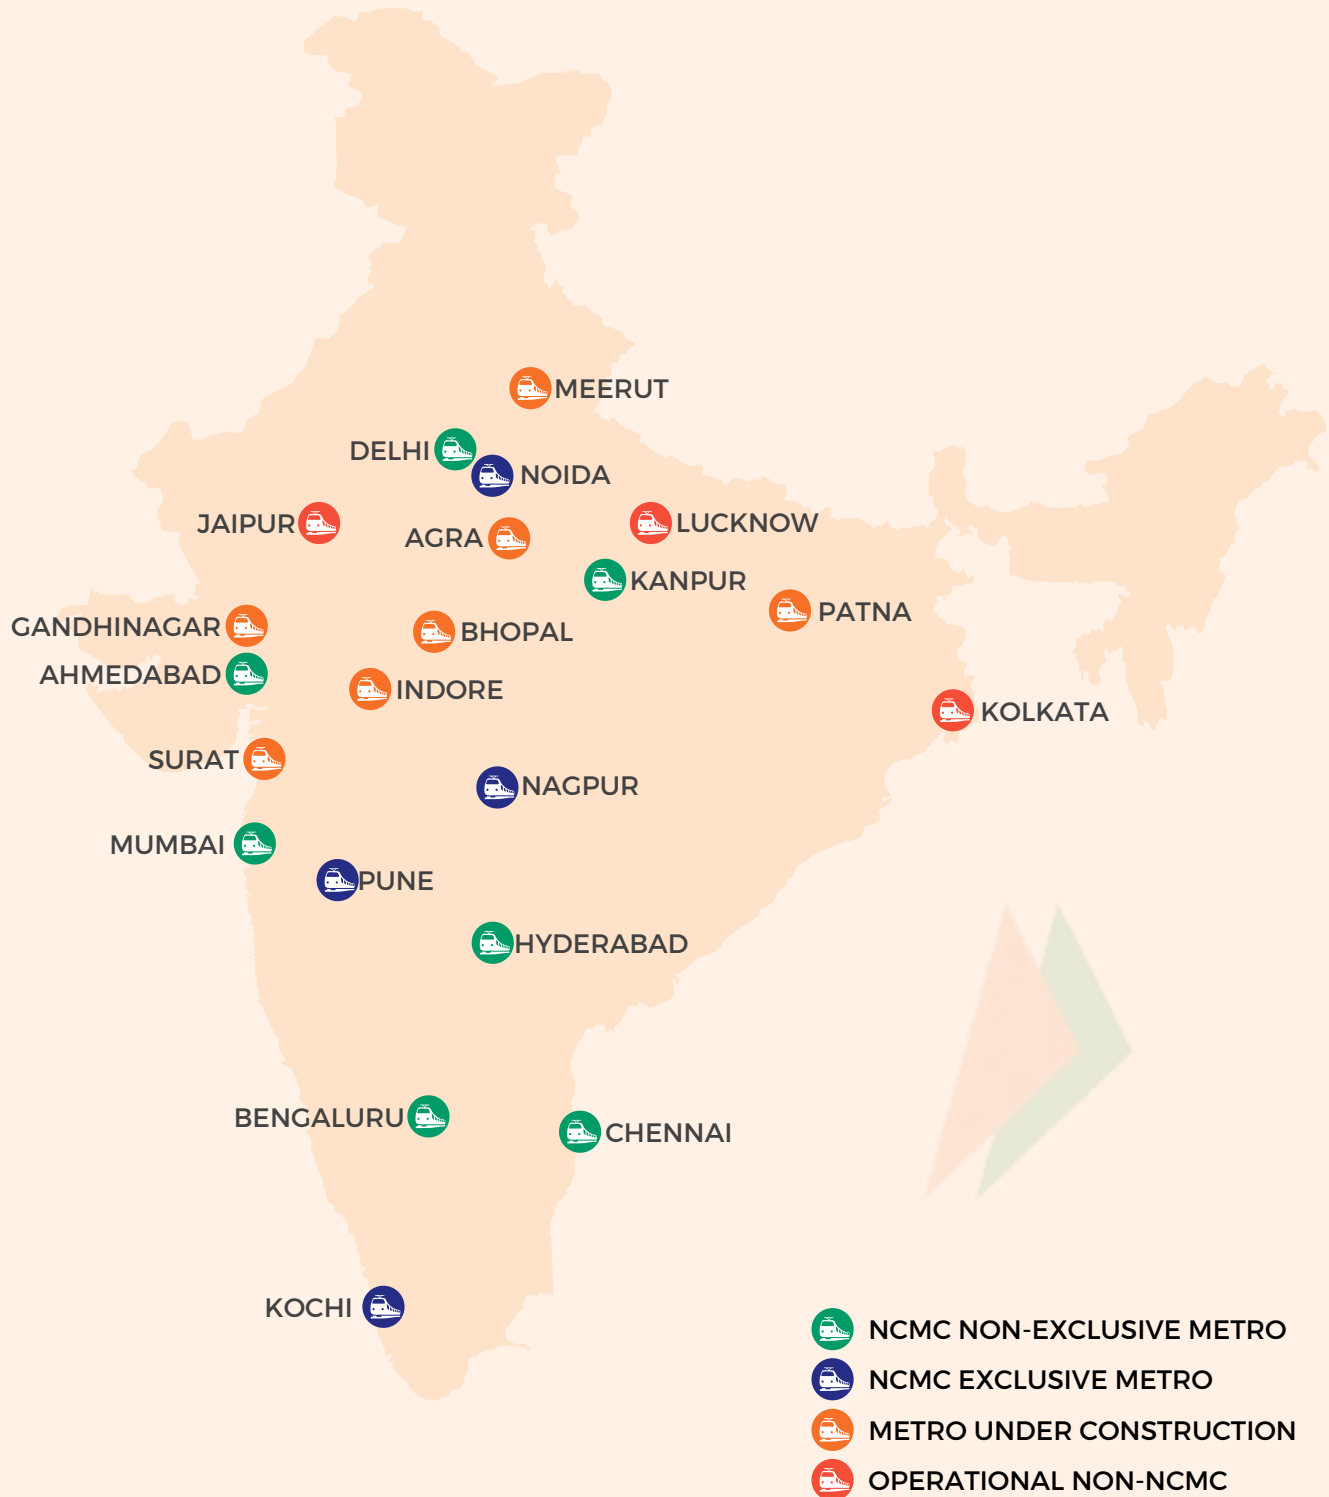 MEERUT
DELHI
NOIDA
JAIPUR
AGRA
LUCKNOW
KANPUR
PATNA
GANDHINAGAR
BHOPAL
AHMEDABAD
INDORE
KOLKATA
SURAT
NAGPUR
MUMBAI
PUNE
HYDERABAD
BENGALURU
CHENNAI
KOCHI
NCMC NON-EXCLUSIVE METRO
NCMC EXCLUSIVE METRO
METRO UNDER CONSTRUCTION
OPERATIONAL NON-NCMC